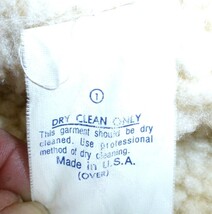 1
DRY CLEAN ONLY
This garment should be dry
cleaned. Use professional
method of dry cleaning.
Made in U.S.A.
(OVER)